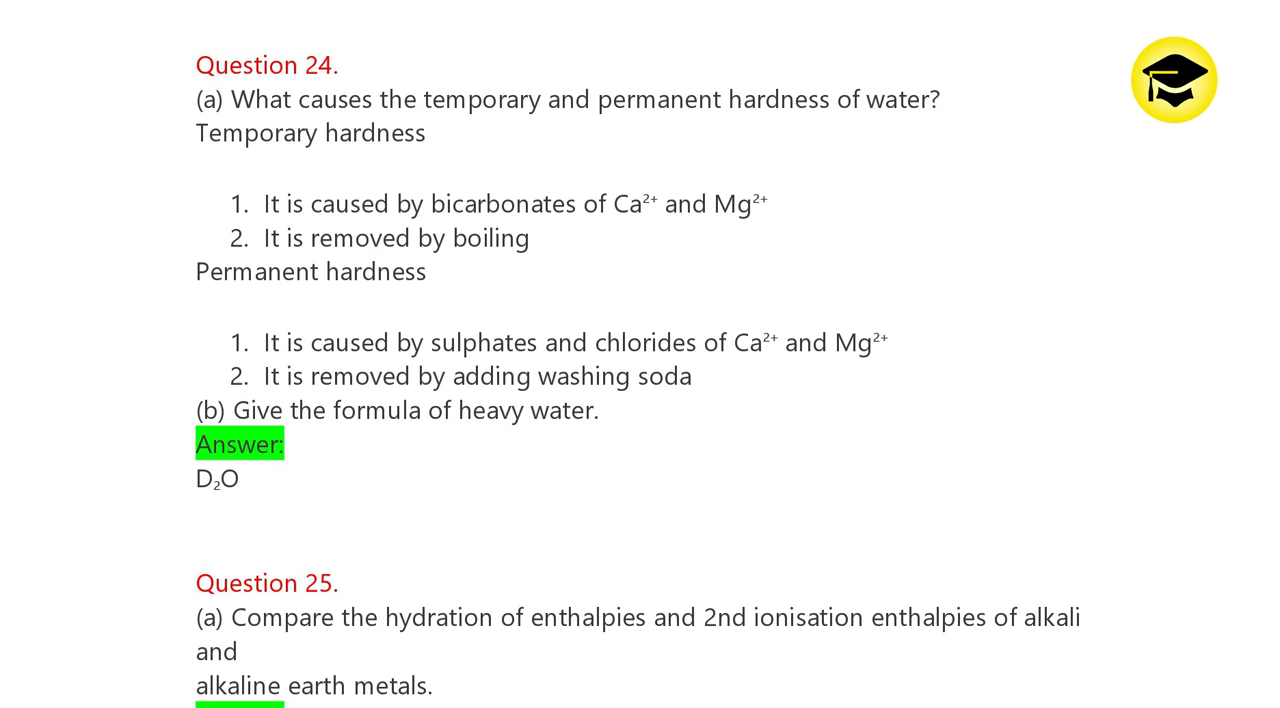 Question 24.
(a) What causes the temporary and permanent hardness of water?
Temporary hardness
1. It is caused by bicarbonates of Ca²⁺ and Mg²⁺
2. It is removed by boiling
Permanent hardness
1. It is caused by sulphates and chlorides of Ca²⁺ and Mg²⁺
2. It is removed by adding washing soda
(b) Give the formula of heavy water.
Answer:
D₂O
Question 25.
(a) Compare the hydration of enthalpies and 2nd ionisation enthalpies of alkali
and
alkaline earth metals.